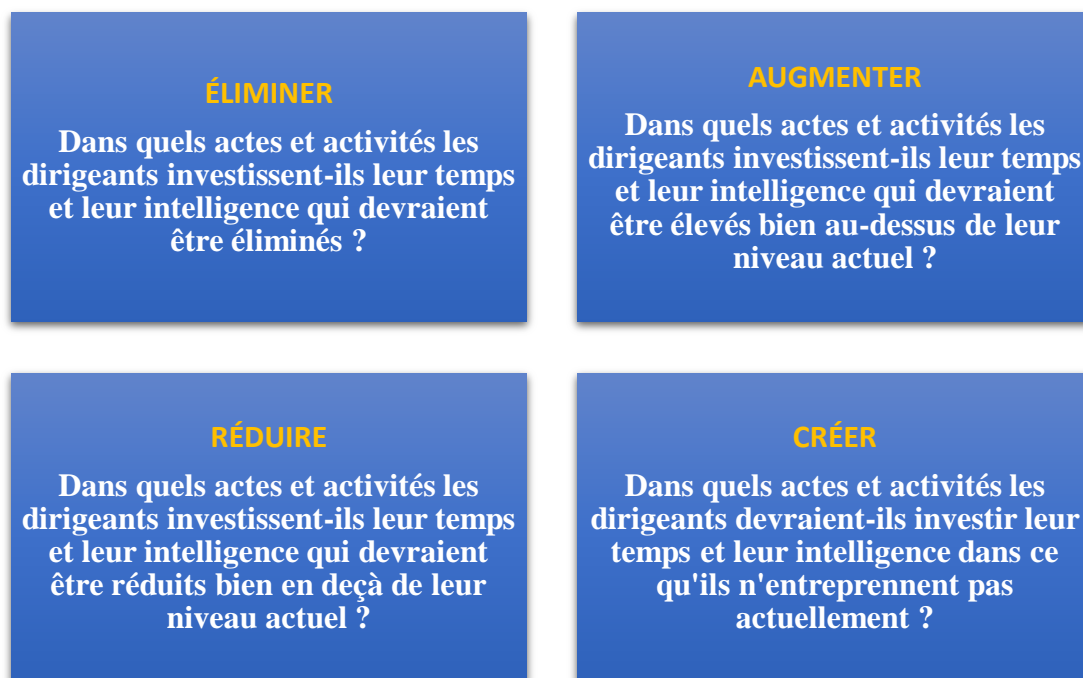 ÉLIMINER
Dans quels actes et activités les
dirigeants investissent-ils leur temps
et leur intelligence qui devraient
être éliminés ?
AUGMENTER
Dans quels actes et activités les
dirigeants investissent-ils leur temps
et leur intelligence qui devraient
être élevés bien au-dessus de leur
niveau actuel ?
RÉDUIRE
Dans quels actes et activités les
dirigeants investissent-ils leur temps
et leur intelligence qui devraient
être réduits bien en deçà de leur
niveau actuel ?
CRÉER
Dans quels actes et activités les
dirigeants devraient-ils investir leur
temps et leur intelligence dans ce
qu'ils n'entreprennent pas
actuellement ?